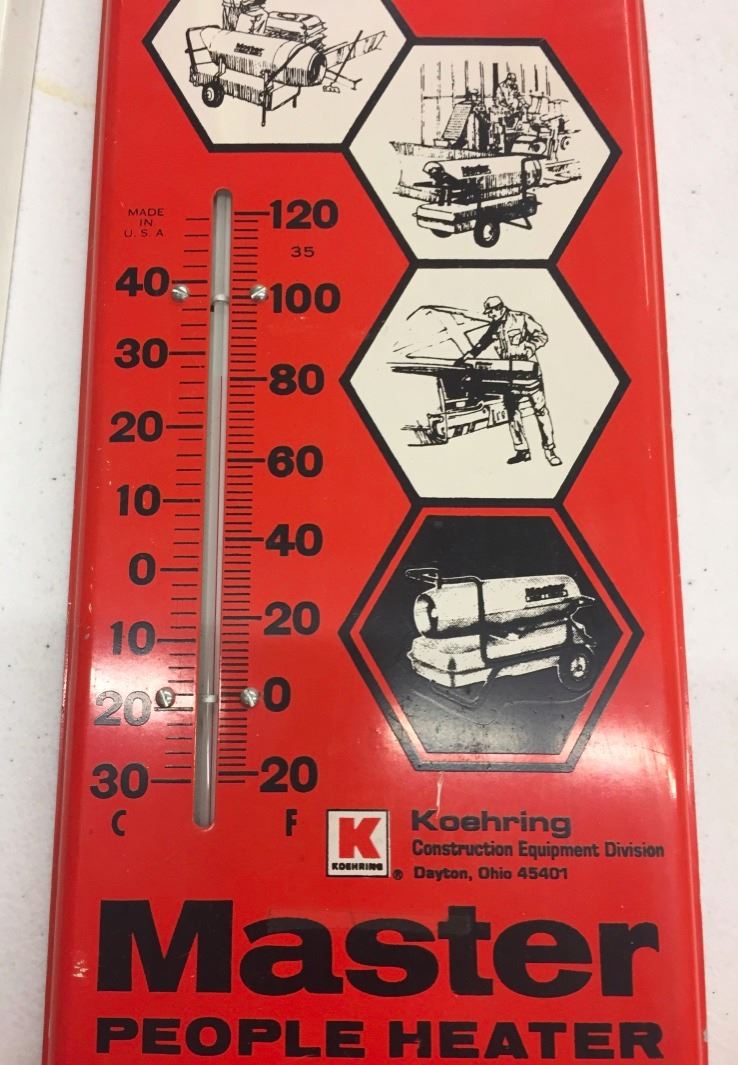 MADE
IN
U. S. A
120
35
40
100
30
80
20
60
10
40
0
20
10
0
20
30
20
C
F
K
KOEHRING
®
Koehring
Construction Equipment Division
Dayton, Ohio 45401
Master
PEOPLE HEATER